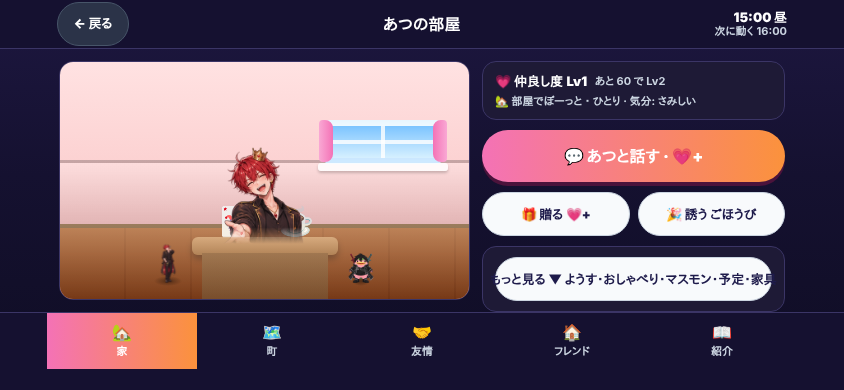 ← 戻る
あつの部屋
15:00 昼
次に動く 16:00
仲良し度 Lv1 あと 60 で Lv2
部屋でぼーっと・ひとり・気分: さみしい
あつと話す・💗+
贈る 💗+
誘う ごほうび
もっと見る ▼ ようす・おしゃべり・マスモン・予定・家具
家
町
友情
フレンド
紹介